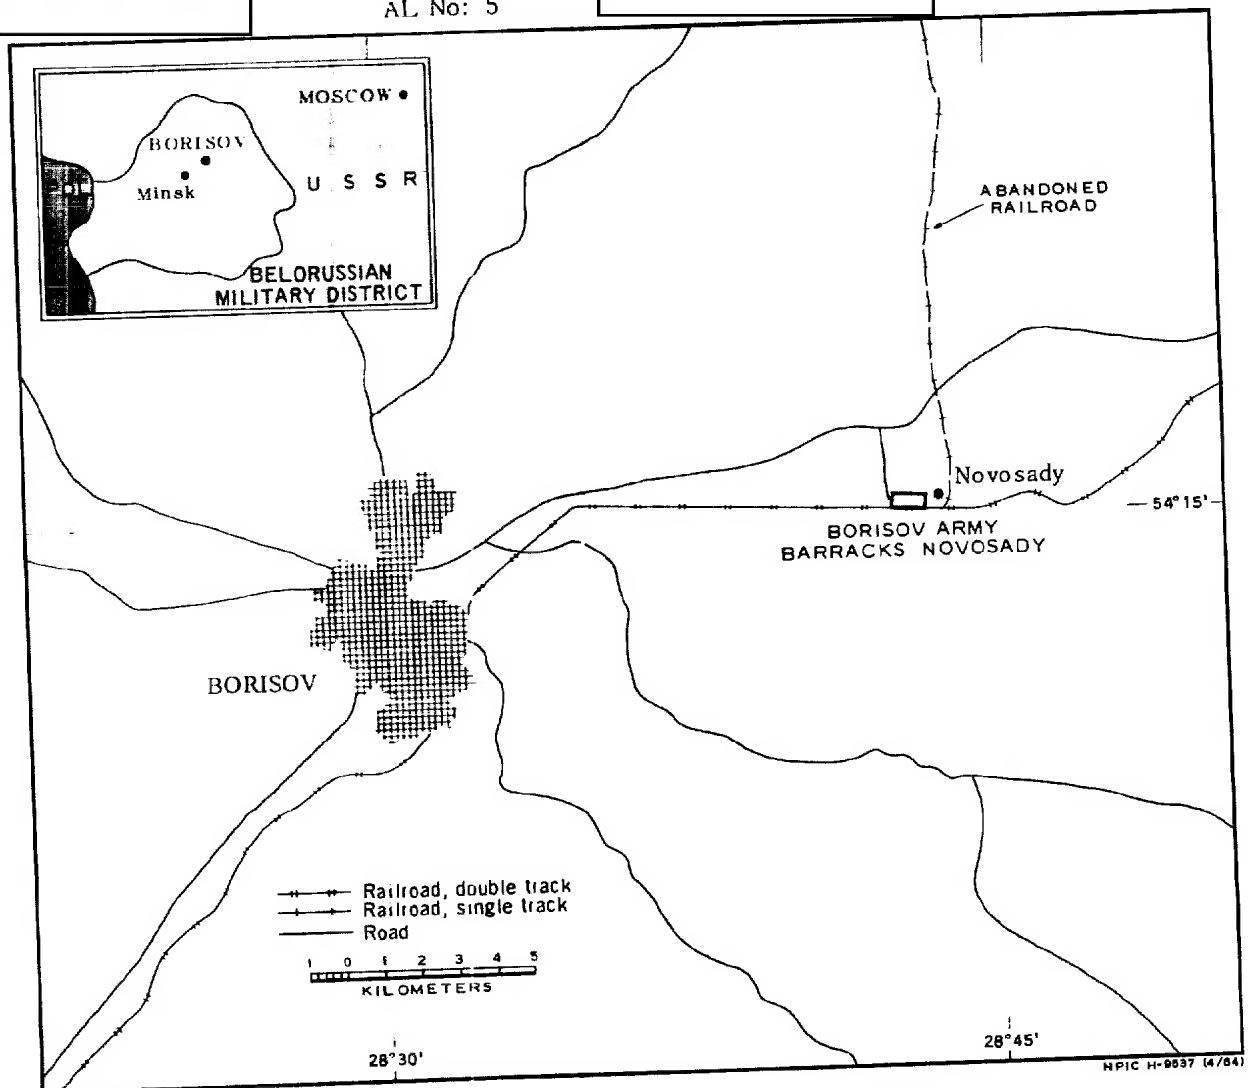 AL No: 5
MOSCOW
BORISOV
Minsk
U S S R
BELORUSSIAN
MILITARY DISTRICT
ABANDONED
RAILROAD
Novosady
54°15'
BORISOV ARMY
BARRACKS NOVOSADY
BORISOV
Railroad, double track
Railroad, single track
Road
1 0 1 2 3 4 5
KILOMETERS
28°30'
28°45'
NPIC H-9537 (4/64)